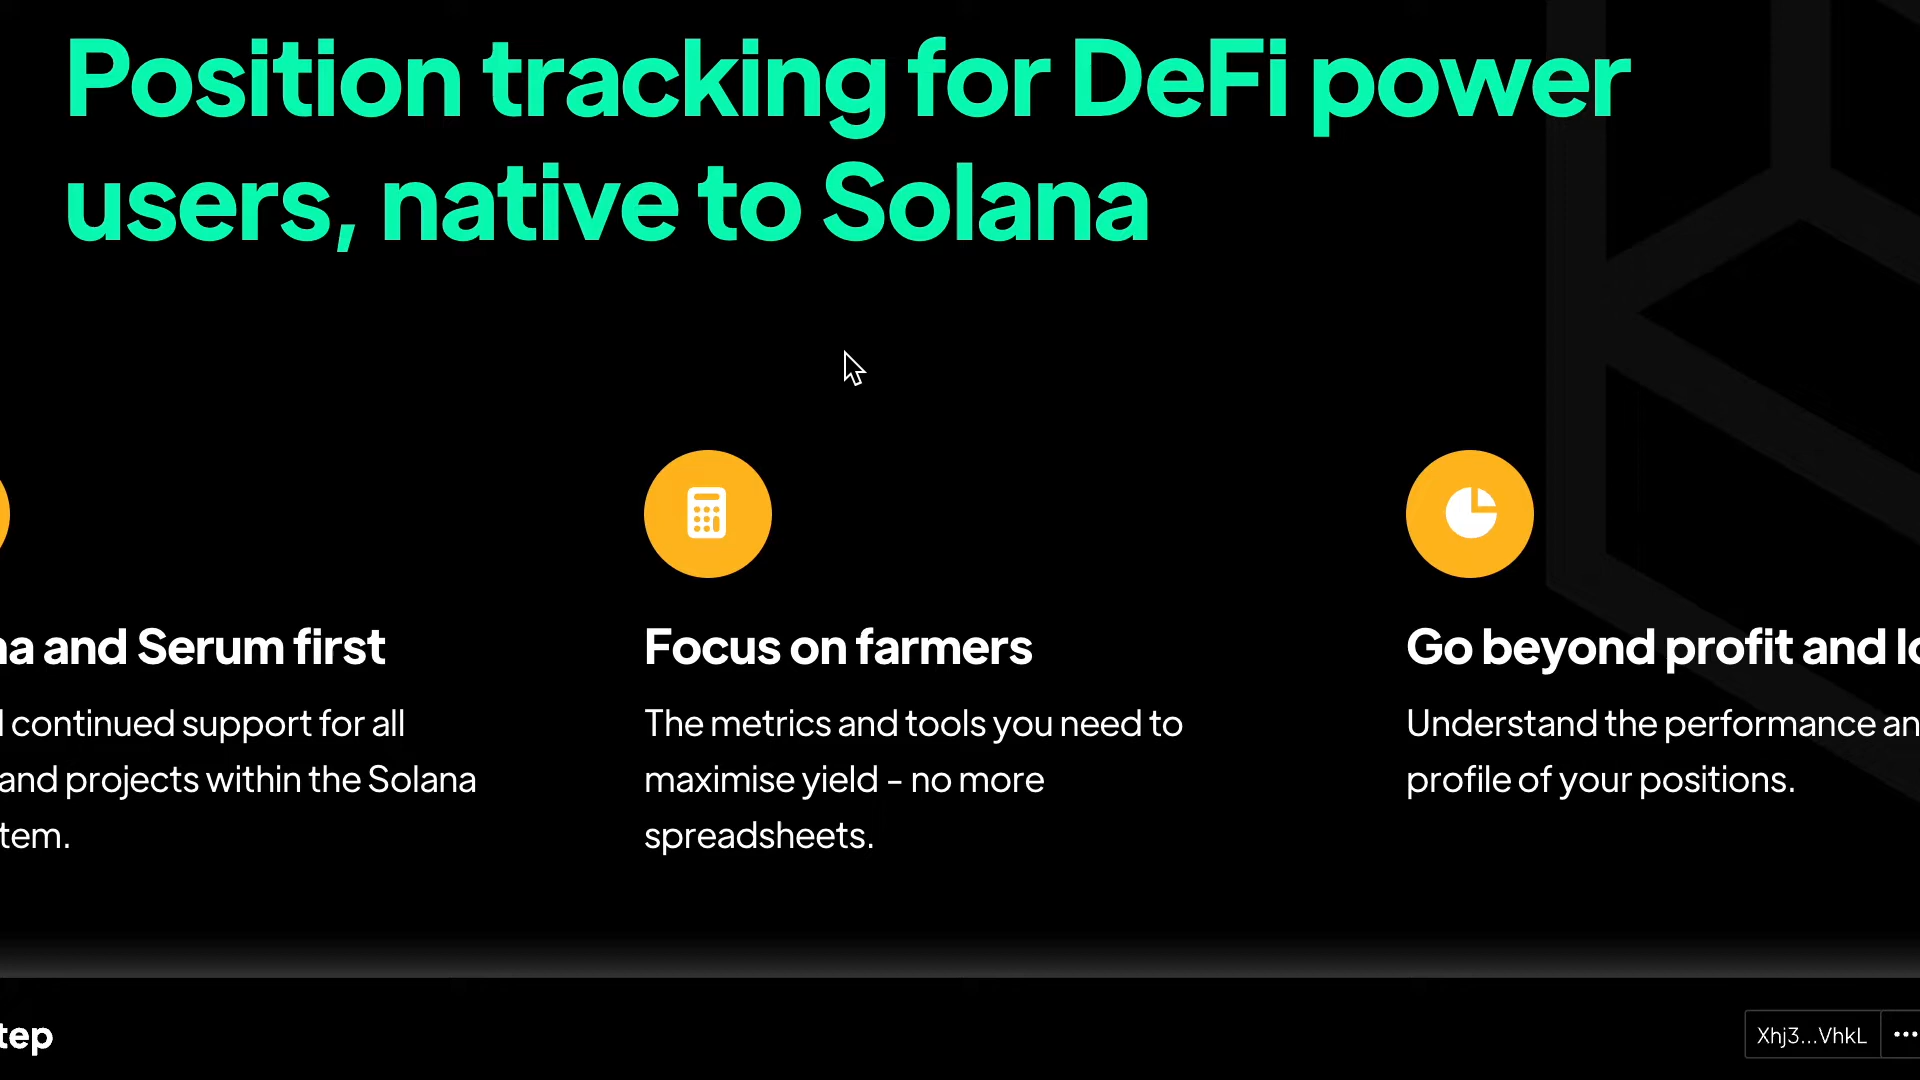 Position tracking for DeFi power
users, native to Solana
and Serum first
continued support for all
and projects within the Solana
tem.
Focus on farmers
The metrics and tools you need to
maximise yield - no more
spreadsheets.
Go beyond profit and
Understand the performance
profile of your positions.
tep
Xhj3...VhkL